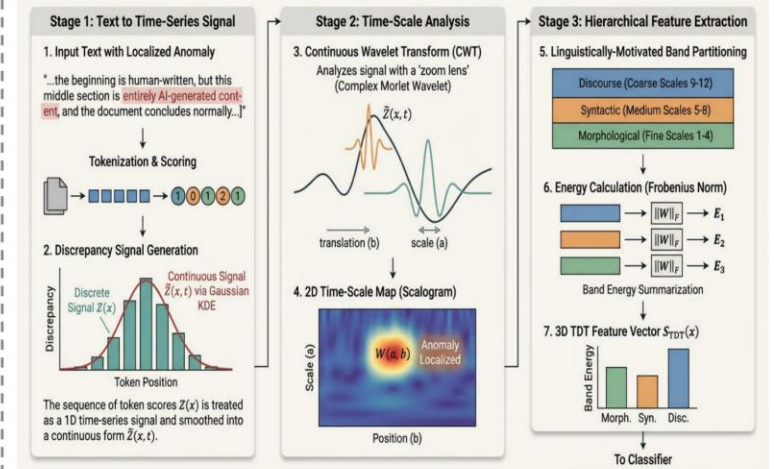 Stage 1: Text to Time-Series Signal
1. Input Text with Localized Anomaly
"...the beginning is human-written, but this
middle section is entirely AI-generated cont-
ent, and the document concludes normally...]"
Tokenization & Scoring
1 0 1 2 1
2. Discrepancy Signal Generation
Discrepancy
Discrete
Signal Z(x)
Continuous Signal
Z̃(x, t) via Gaussian
KDE
Token Position
The sequence of token scores Z(x) is treated
as a 1D time-series signal and smoothed into
a continuous form Z̃(x, t).
Stage 2: Time-Scale Analysis
3. Continuous Wavelet Transform (CWT)
Analyzes signal with a 'zoom lens'
(Complex Morlet Wavelet)
Z̃(x, t)
translation (b)
scale (a)
4. 2D Time-Scale Map (Scalogram)
Scale (a)
W(a, b)
Anomaly
Localized
Position (b)
Stage 3: Hierarchical Feature Extraction
5. Linguistically-Motivated Band Partitioning
Discourse (Coarse Scales 9-12)
Syntactic (Medium Scales 5-8)
Morphological (Fine Scales 1-4)
6. Energy Calculation (Frobenius Norm)
||W||F E1
||W||F E2
||W||F E3
Band Energy Summarization
7. 3D TDT Feature Vector STDT(x)
Band Energy
Morph. Syn. Disc.
To Classifier